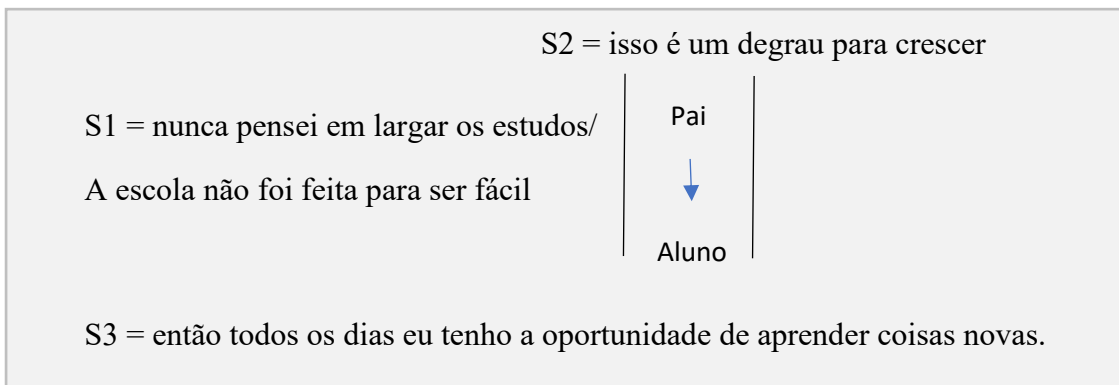 S2 = isso é um degrau para crescer
Pai
S1 = nunca pensei em largar os estudos/
A escola não foi feita para ser fácil
Aluno
S3 = então todos os dias eu tenho a oportunidade de aprender coisas novas.